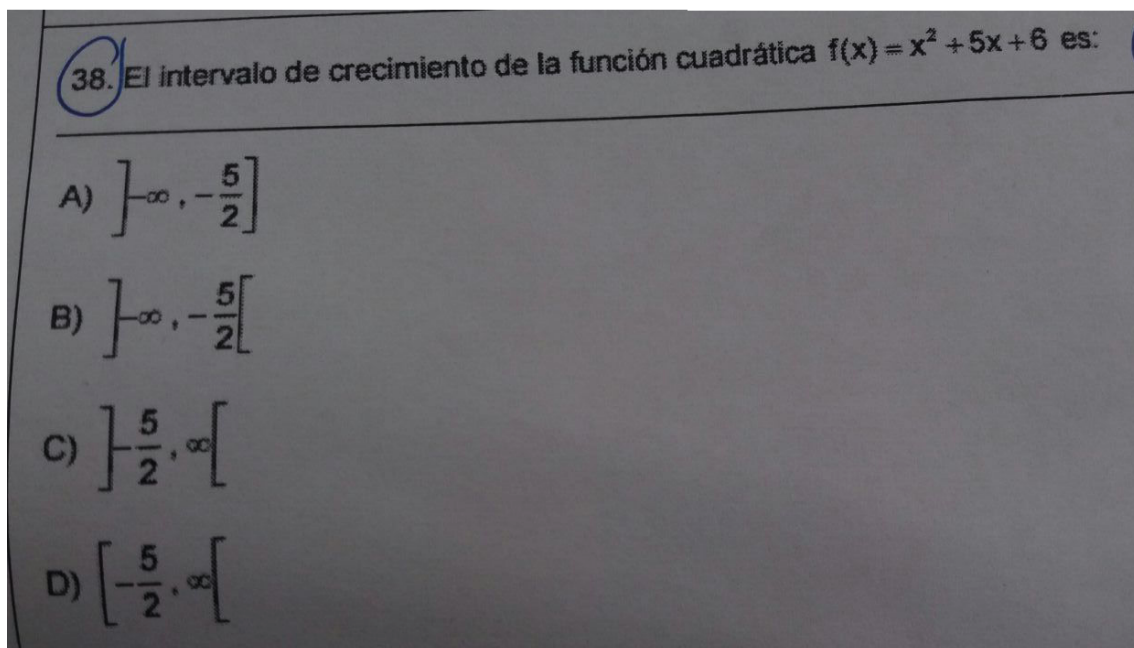 38. El intervalo de crecimiento de la función cuadrática f(x) = x² + 5x + 6 es:
A) ]-∞, -5/2]
B) ]-∞, -5/2[
C) ]-5/2, ∞[
D) [-5/2, ∞[